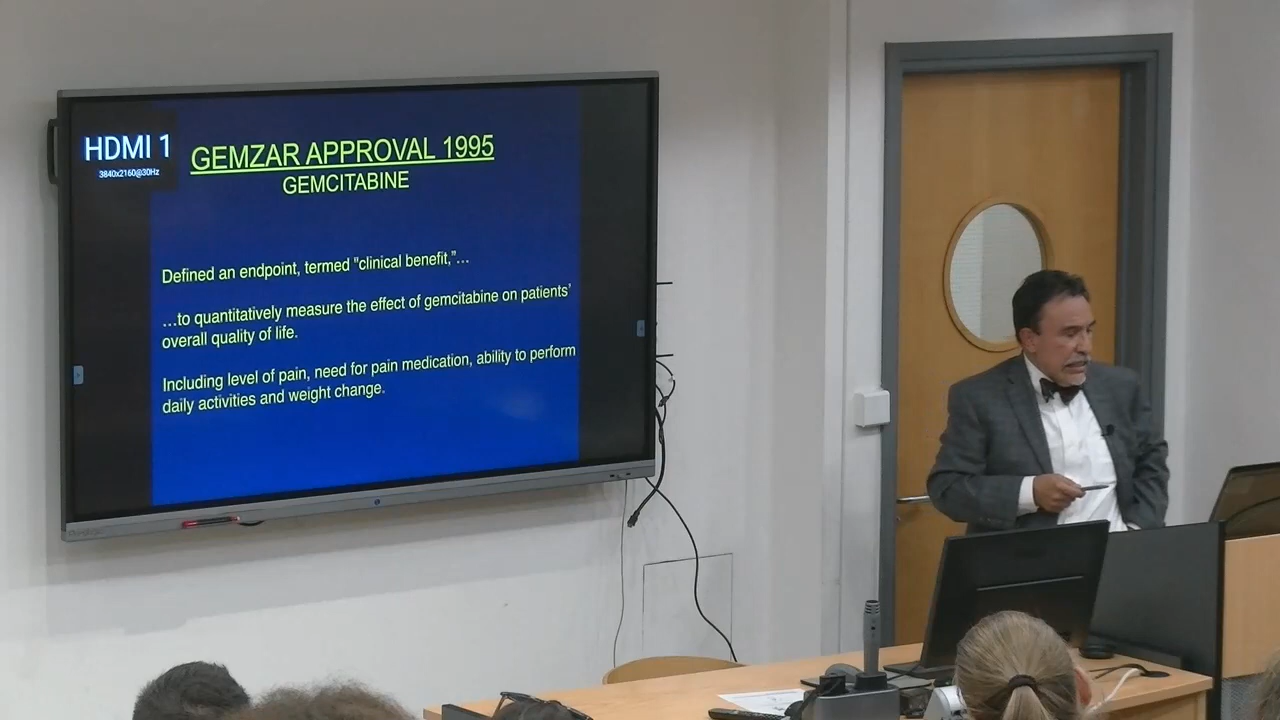 HDMI 1
3840x2160@30Hz
GEMZAR APPROVAL 1995
GEMCITABINE
Defined an endpoint, termed "clinical benefit,”…
…to quantitatively measure the effect of gemcitabine on patients’
overall quality of life.
Including level of pain, need for pain medication, ability to perform
daily activities and weight change.